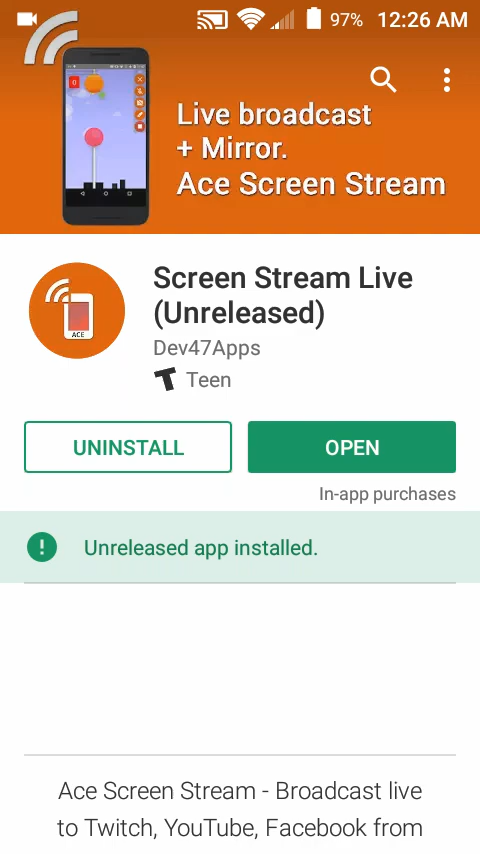 97% 12:26 AM
0
Live broadcast
+ Mirror.
Ace Screen Stream
ACE
Screen Stream Live
(Unreleased)
Dev47Apps
T Teen
UNINSTALL
OPEN
In-app purchases
! Unreleased app installed.
Ace Screen Stream - Broadcast live
to Twitch, YouTube, Facebook from